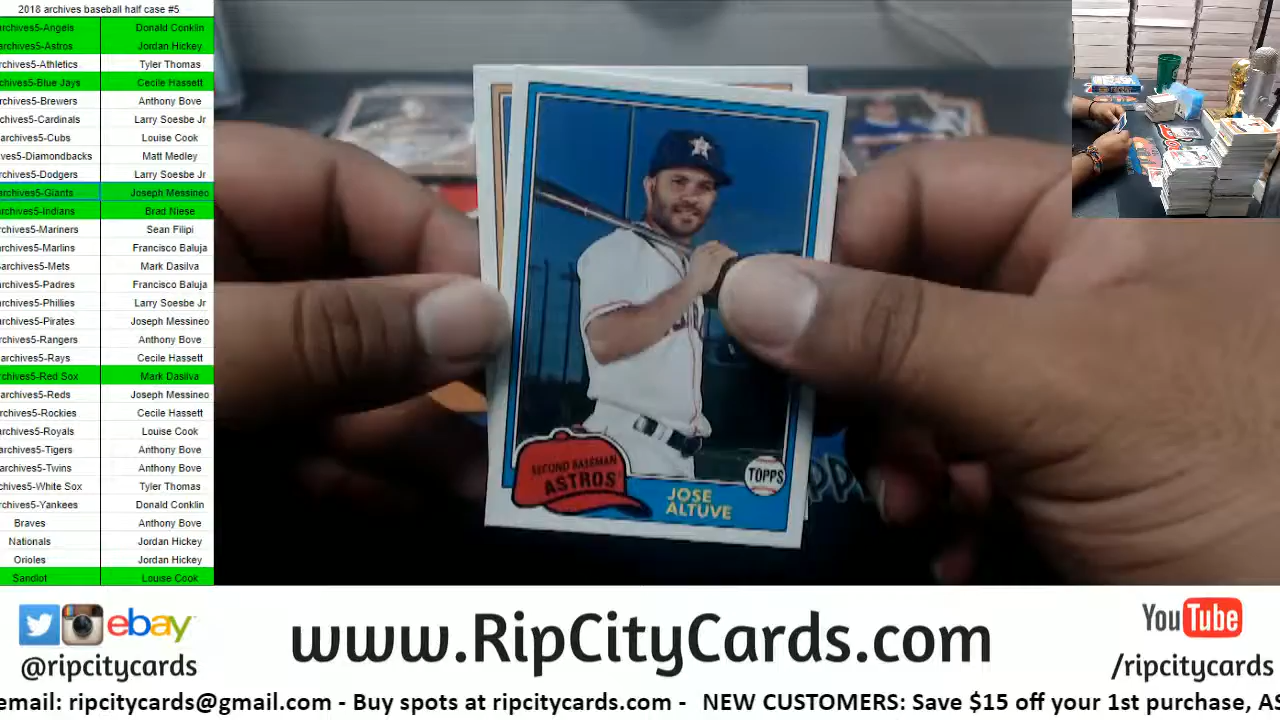 2018 archives baseball half case #5
archives5-Angels Donald Conklin
archives5-Astros Jordan Hickey
archives5-Athletics Tyler Thomas
archives5-Blue Jays Cecile Hassett
archives5-Brewers Anthony Bove
archives5-Cardinals Larry Soesbe Jr
archives5-Cubs Louise Cook
ves5-Diamondbacks Matt Medley
archives5-Dodgers Larry Soesbe Jr
archives5-Giants Joseph Messineo
archives5-Indians Brad Niese
archives5-Mariners Sean Filipi
archives5-Marlins Francisco Baluja
archives5-Mets Mark Dasilva
archives5-Padres Francisco Baluja
archives5-Phillies Larry Soesbe Jr
archives5-Pirates Joseph Messineo
archives5-Rangers Anthony Bove
archives5-Rays Cecile Hassett
rchives5-Red Sox Mark Dasilva
archives5-Reds Joseph Messineo
rchives5-Rockies Cecile Hassett
archives5-Royals Louise Cook
archives5-Tigers Anthony Bove
archives5-Twins Anthony Bove
chives5-White Sox Tyler Thomas
rchives5-Yankees Donald Conklin
Braves Anthony Bove
Nationals Jordan Hickey
Orioles Jordan Hickey
Sandlot Louise Cook
SECOND BASEMAN
ASTROS
JOSE
ALTUVE
TOPPS
ebay
@ripcitycards
www.RipCityCards.com
YouTube
/ripcitycards
email: ripcitycards@gmail.com - Buy spots at ripcitycards.com - NEW CUSTOMERS: Save $15 off your 1st purchase, AS